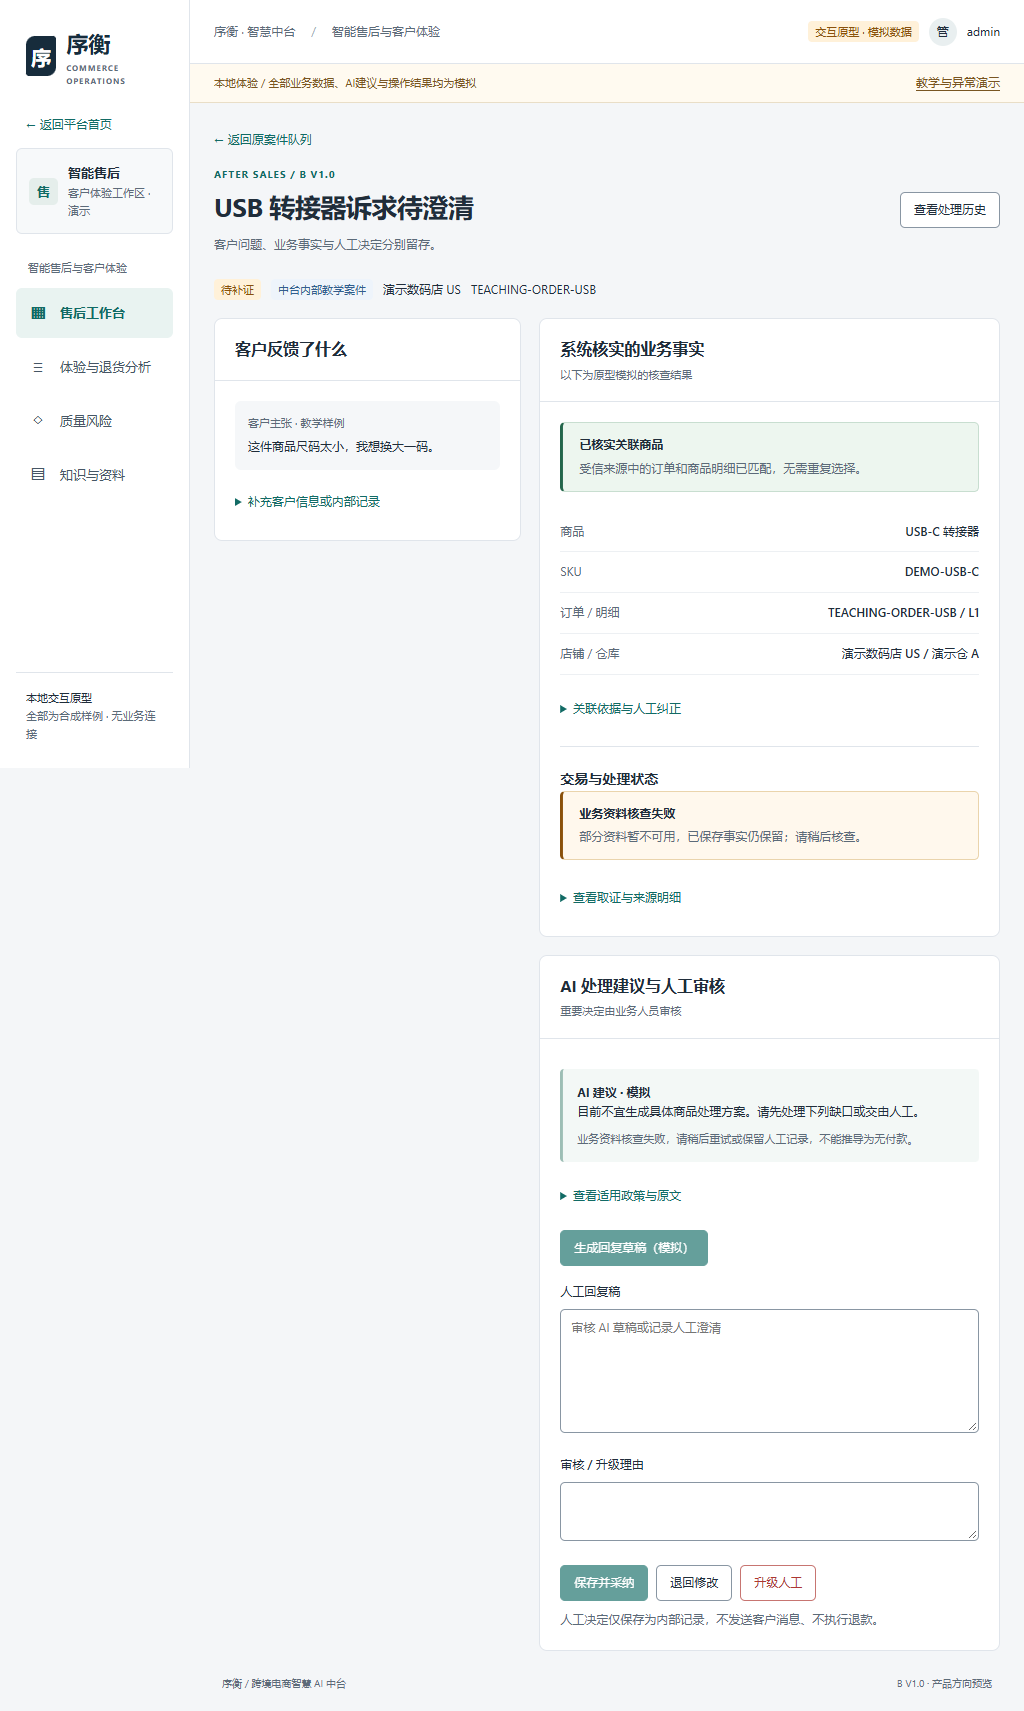 序
序衡
COMMERCE
OPERATIONS
← 返回平台首页
售
智能售后
客户体验工作区 ·
演示
智能售后与客户体验
售后工作台
体验与退货分析
质量风险
知识与资料
本地交互原型
全部为合成样例 · 无业务连
接
序衡 · 智慧中台 / 智能售后与客户体验
交互原型 · 模拟数据
管
admin
本地体验 / 全部业务数据、AI建议与操作结果均为模拟
教学与异常演示
← 返回原案件队列
AFTER SALES / B V1.0
USB 转接器诉求待澄清
查看处理历史
客户问题、业务事实与人工决定分别留存。
待补证 中台内部教学案件 演示数码店 US TEACHING-ORDER-USB
客户反馈了什么
客户主张 · 教学样例
这件商品尺码太小，我想换大一码。
补充客户信息或内部记录
系统核实的业务事实
以下为原型模拟的核查结果
已核实关联商品
受信来源中的订单和商品明细已匹配，无需重复选择。
商品 USB-C 转接器
SKU DEMO-USB-C
订单 / 明细 TEACHING-ORDER-USB / L1
店铺 / 仓库 演示数码店 US / 演示仓 A
关联依据与人工纠正
交易与处理状态
业务资料核查失败
部分资料暂不可用，已保存事实仍保留；请稍后核查。
查看取证与来源明细
AI 处理建议与人工审核
重要决定由业务人员审核
AI 建议 · 模拟
目前不宜生成具体商品处理方案。请先处理下列缺口或交由人工。
业务资料核查失败，请稍后重试或保留人工记录，不能推导为无付款。
查看适用政策与原文
生成回复草稿（模拟）
人工回复稿
审核 AI 草稿或记录人工澄清
审核 / 升级理由
保存并采纳 退回修改 升级人工
人工决定仅保存为内部记录，不发送客户消息、不执行退款。
序衡 / 跨境电商智慧 AI 中台
B V1.0 · 产品方向预览